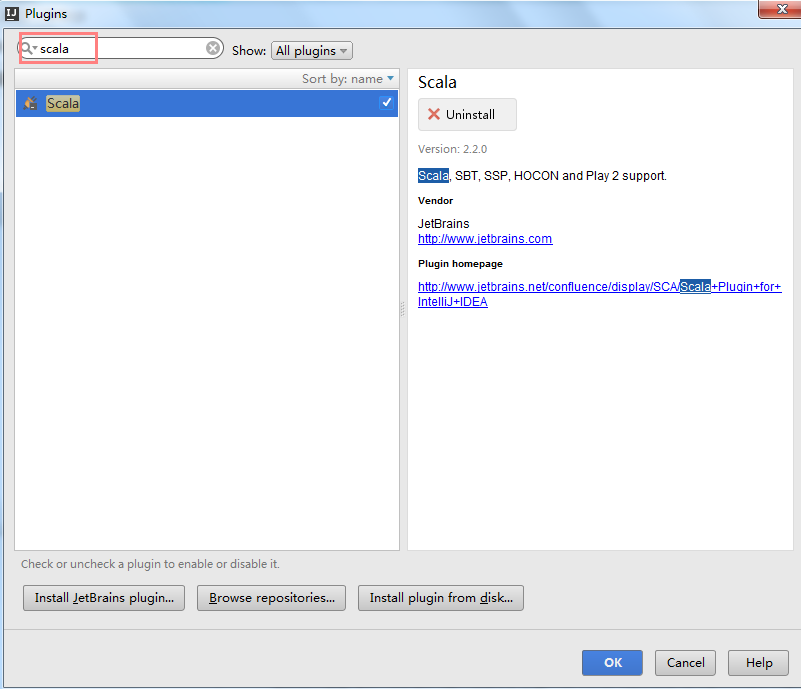 IJ Plugins
scala
Show: All plugins
Sort by: name
Scala
Scala
Uninstall
Version: 2.2.0
Scala, SBT, SSP, HOCON and Play 2 support.
Vendor
JetBrains
http://www.jetbrains.com
Plugin homepage
http://www.jetbrains.net/confluence/display/SCA/Scala+Plugin+for+
IntelliJ+IDEA
Check or uncheck a plugin to enable or disable it.
Install JetBrains plugin...
Browse repositories...
Install plugin from disk...
OK
Cancel
Help